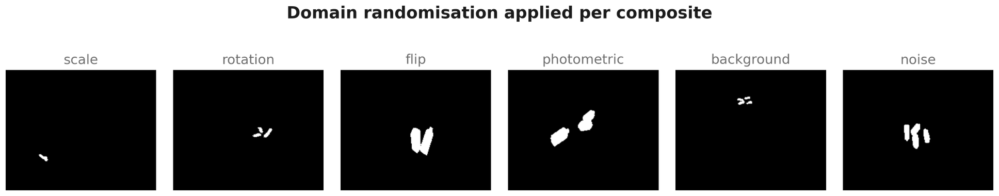 Domain randomisation applied per composite
scale
rotation
flip
photometric
background
noise